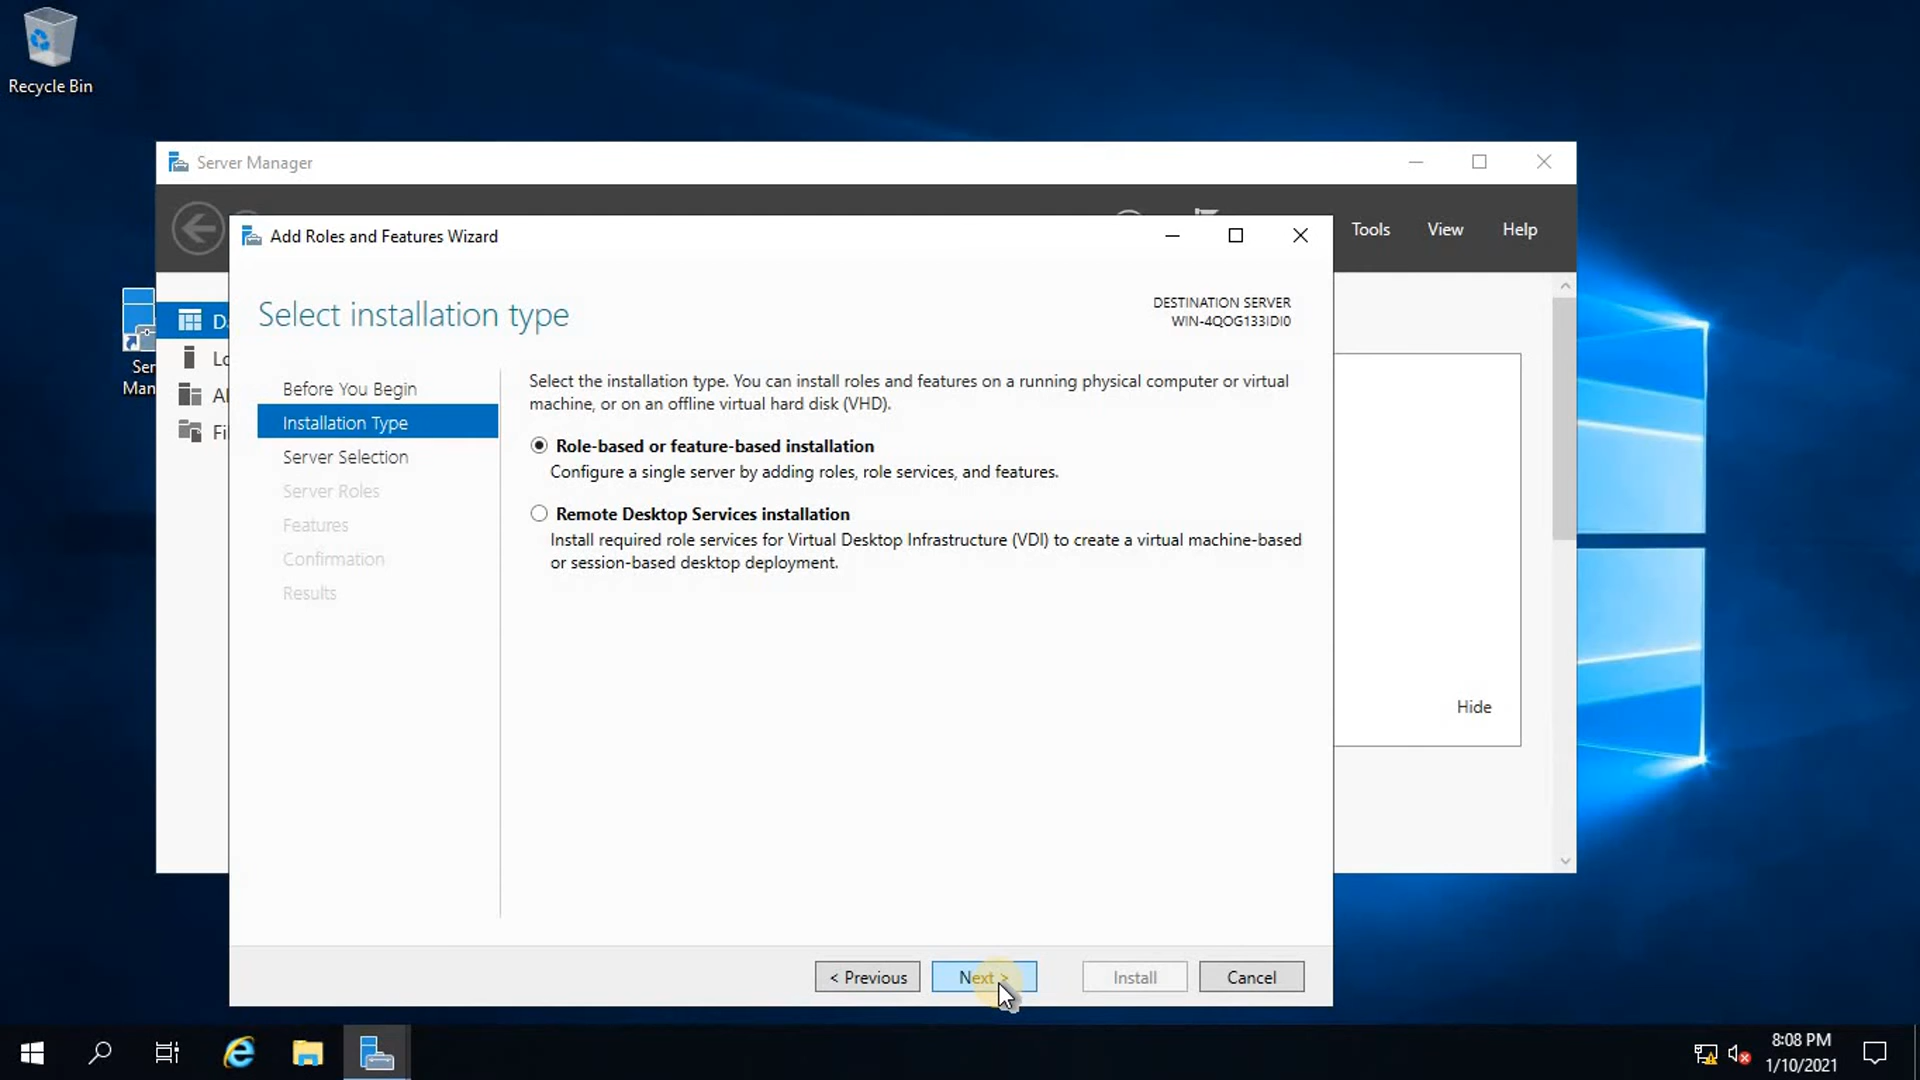 Recycle Bin
Server Manager
Tools
View
Help
Add Roles and Features Wizard
Select installation type
DESTINATION SERVER
WIN-4QOG133IDI0
Ser
Man
D
Lo
Al
Fi
Before You Begin
Installation Type
Server Selection
Server Roles
Features
Confirmation
Results
Select the installation type. You can install roles and features on a running physical computer or virtual
machine, or on an offline virtual hard disk (VHD).
Role-based or feature-based installation
Configure a single server by adding roles, role services, and features.
Remote Desktop Services installation
Install required role services for Virtual Desktop Infrastructure (VDI) to create a virtual machine-based
or session-based desktop deployment.
Hide
< Previous
Next >
Install
Cancel
8:08 PM
1/10/2021